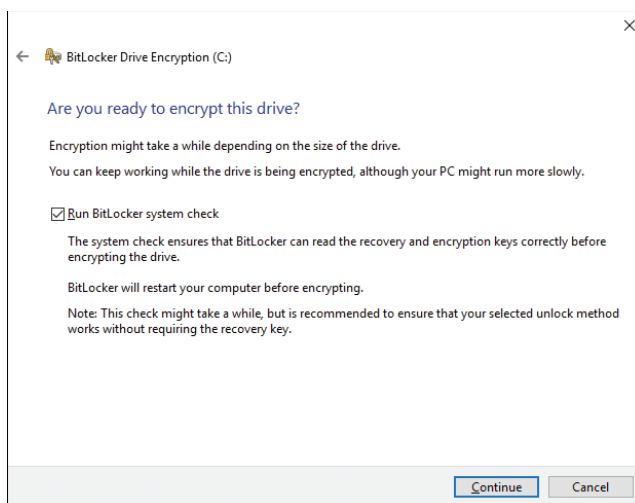 BitLocker Drive Encryption (C:)
Are you ready to encrypt this drive?
Encryption might take a while depending on the size of the drive.
You can keep working while the drive is being encrypted, although your PC might run more slowly.
Run BitLocker system check
The system check ensures that BitLocker can read the recovery and encryption keys correctly before
encrypting the drive.
BitLocker will restart your computer before encrypting.
Note: This check might take a while, but is recommended to ensure that your selected unlock method
works without requiring the recovery key.
Continue
Cancel